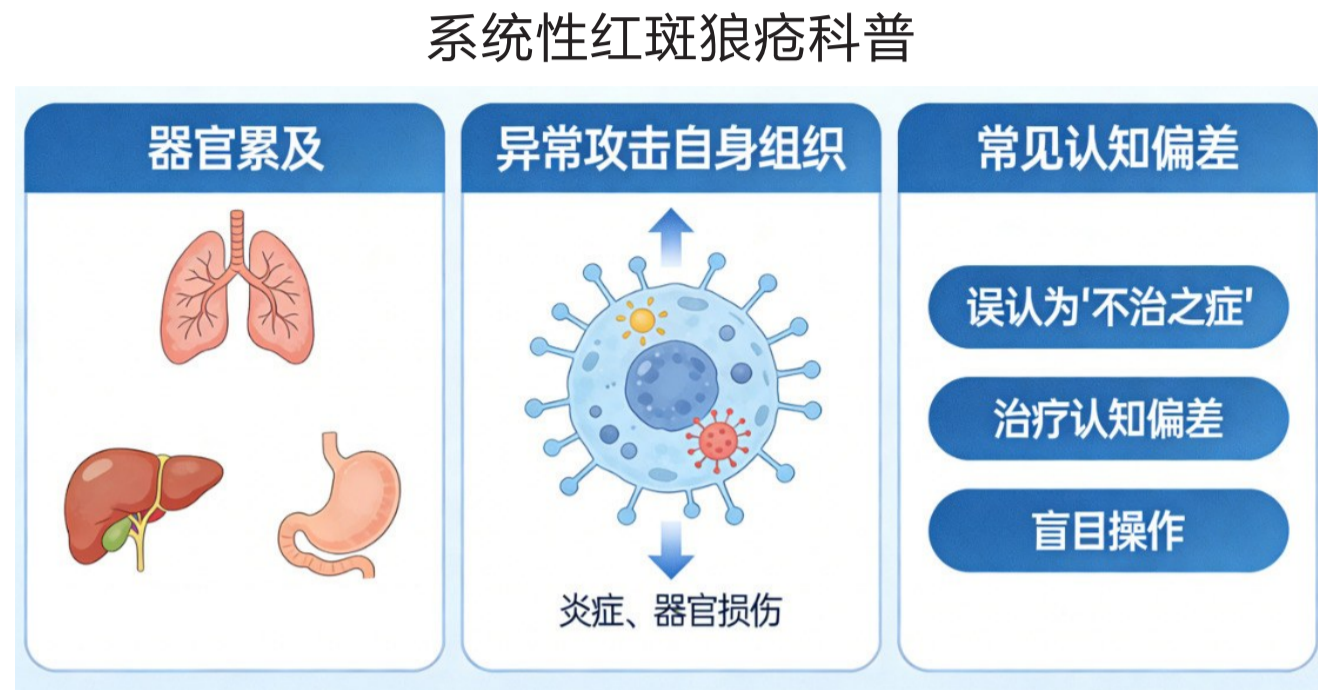 系统性红斑狼疮科普
器官累及
异常攻击自身组织
常见认知偏差
炎症、器官损伤
误认为'不治之症'
治疗认知偏差
盲目操作